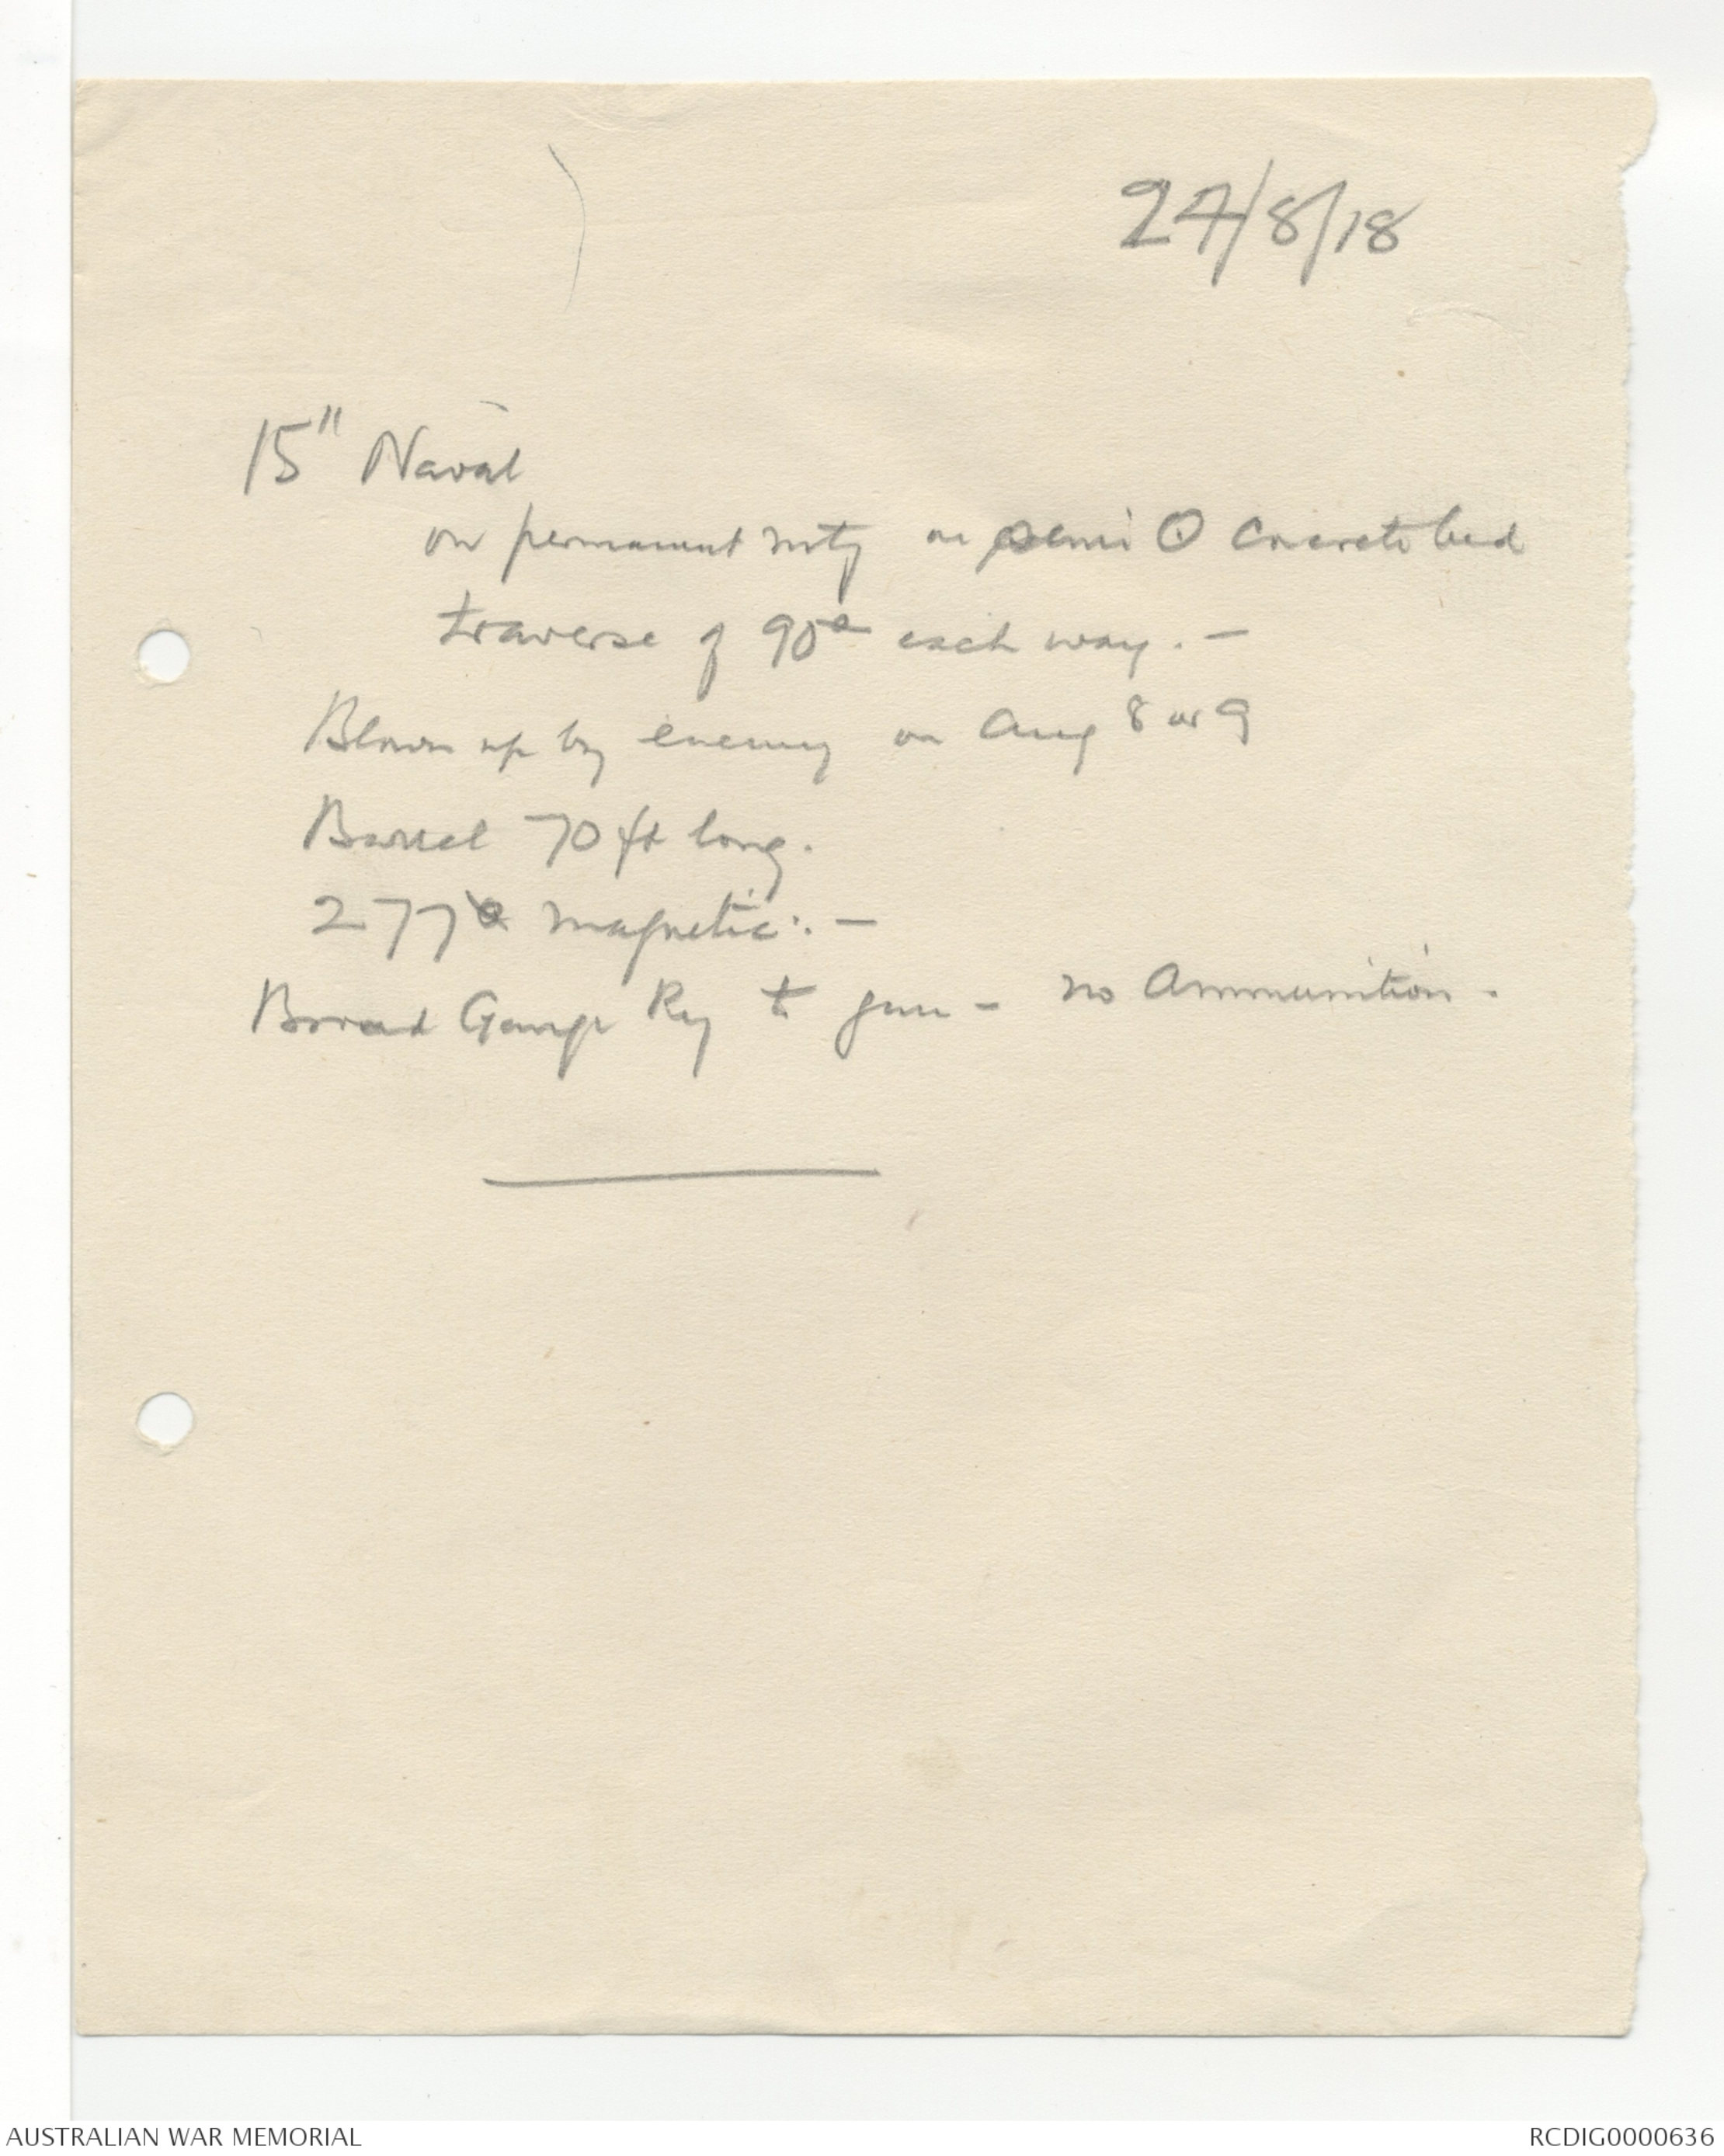 27/8/18
15" Naval
on permanent mtg on semi O concrete bed
traverse of 90° each way. —
Blown up by enemy on Aug 8 or 9
Barrel 70 ft long.
277° magnetic. —
Broad Gauge Ry to gun - no Ammunition.
AUSTRALIAN WAR MEMORIAL
RCDIG0000636